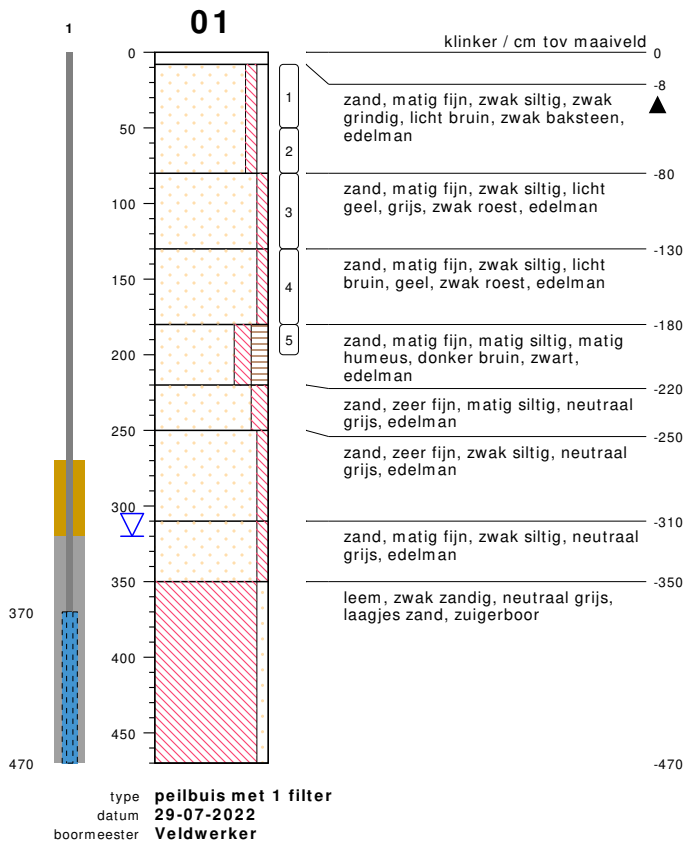 01
1
klinker / cm tov maaiveld
0
0
-8
1
zand, matig fijn, zwak siltig, zwak
grindig, licht bruin, zwak baksteen,
edelman
50
2
-80
zand, matig fijn, zwak siltig, licht
geel, grijs, zwak roest, edelman
100
3
-130
zand, matig fijn, zwak siltig, licht
bruin, geel, zwak roest, edelman
150
4
-180
zand, matig fijn, matig siltig, matig
humeus, donker bruin, zwart,
edelman
200
5
-220
zand, zeer fijn, matig siltig, neutraal
grijs, edelman
250
-250
zand, zeer fijn, zwak siltig, neutraal
grijs, edelman
300
-310
zand, matig fijn, zwak siltig, neutraal
grijs, edelman
350
-350
leem, zwak zandig, neutraal grijs,
laagjes zand, zuigerboor
370
400
450
470
-470
type peilbuis met 1 filter
datum 29-07-2022
boormeester Veldwerker